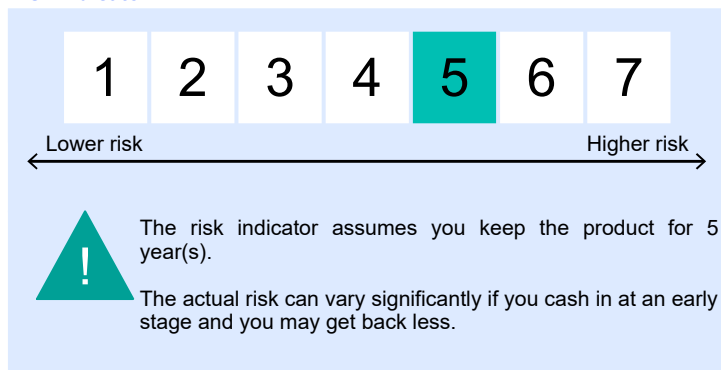 1 2 3 4 5 6 7
Lower risk Higher risk
The risk indicator assumes you keep the product for 5
year(s).
!
The actual risk can vary significantly if you cash in at an early
stage and you may get back less.